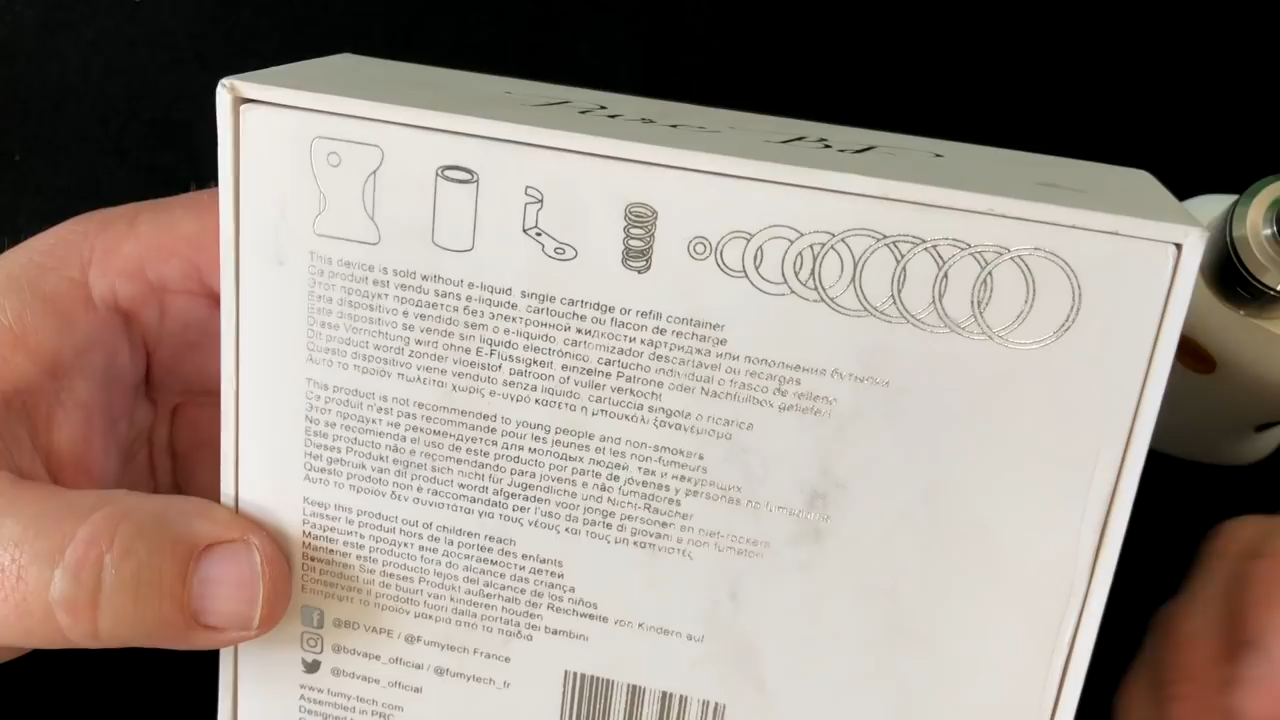 Pure Bd
This device is sold without e-liquid, single cartridge or refill container
Ce produit est vendu sans e-liquide, cartouche ou flacon de recharge
Этот продукт продается без электронной жидкости картриджа или пополнения бутылки
Esta dispositivo é vendido sem o e-liquido, cartomizador descartavel ou recargas
Este dispositivo se vende sin liquido electrónico, cartucho individual o frasco de relleno
Diese Vorrichtung wird ohne E-Flüssigkeit, einzelne Patrone oder Nachfüllbox geliefert
Dit product wordt zonder vloeistof, patroon of vuller verkocht
Questo dispositivo viene venduto senza liquido, cartuccia singola o ricarica
Αυτό το προϊόν πωλείται χωρίς e-υγρό κασέτα η μπουκάλι ξαναγέμισμα
This product is not recommended to young people and non-smokers
Ce produit n'est pas recommande pour les jeunes et les non-fumeurs
Этот продукт не рекомендуется для молодых людей, так и некурящих
No se recomienda el uso de este producto por parte de jóvenes y personas no fumadoras
Este producto não e recomendando para jovens e não fumadores
Dieses Produkt eignet sich nicht für Jugendliche und Nicht-Raucher
Het gebruik van dit product wordt afgeraden voor jonge personen en niet-rockers
Questo prodoto non è raccomandato per l'uso da parte di giovani e non fumatori
Αυτό το προϊόν δεν συνιστάται για τους νέους και τους μη καπνιστές
Keep this product out of children reach
Laisser le produit hors de la portée des enfants
Разрешить продукт вне досягаемости детей
Manter este producto fora do alcance das criança
Mantener este producto lejos del alcance de los niños
Bewahren Sie dieses Produkt außerhalb der Reichweite von Kindern auf
Dit product uit de buurt van kinderen houden
Conservare il prodotto fuori dalla portata dei bambini
Επιτρέψτε το προϊόν μακριά από τα παιδιά
@BD VAPE / @Fumytech.France
@bdvape_official / @fumytech_fr
@bdvape_official
www.fumy-tech.com
Assembled in PRC
Designed